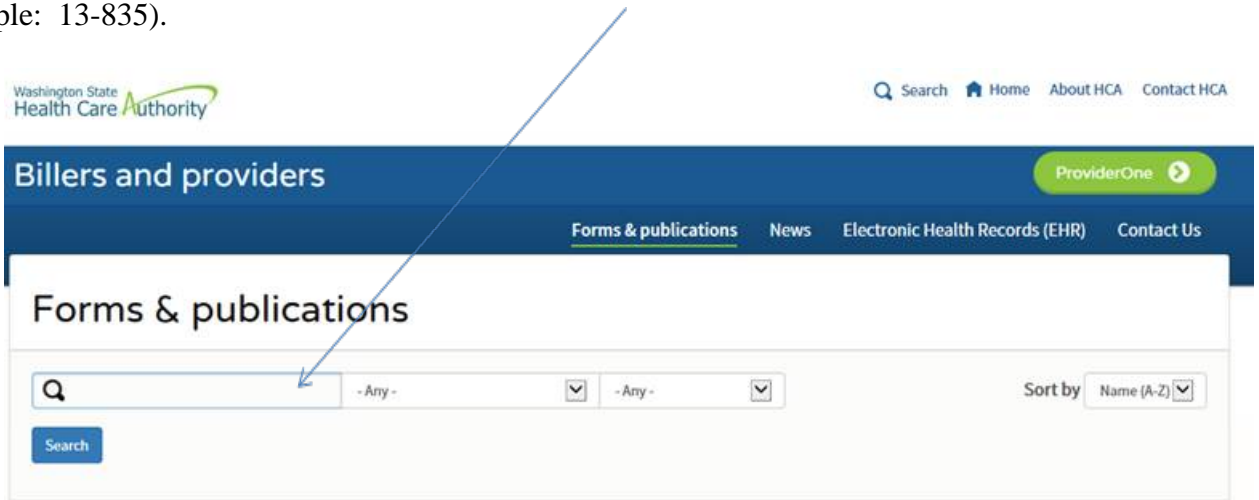 ple: 13-835).
Washington State
Health Care Authority
Search Home About HCA Contact HCA
Billers and providers
ProviderOne
Forms & publications News Electronic Health Records (EHR) Contact Us
Forms & publications
- Any - - Any - Sort by Name (A-Z)
Search